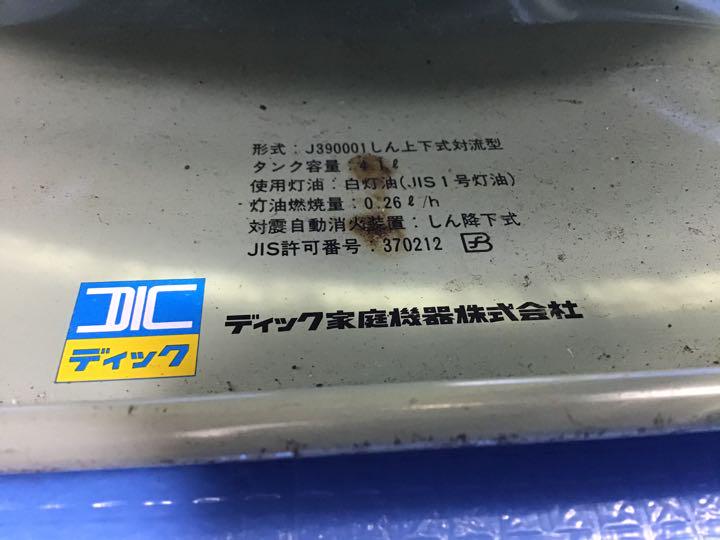 形式：J390001しん上下式対流型
タンク容量：4.1ℓ
使用灯油：白灯油(JIS1号灯油)
灯油燃焼量：0.26ℓ/h
対震自動消火装置：しん降下式
JIS許可番号：370212
DIC
ディック
ディック家庭機器株式会社